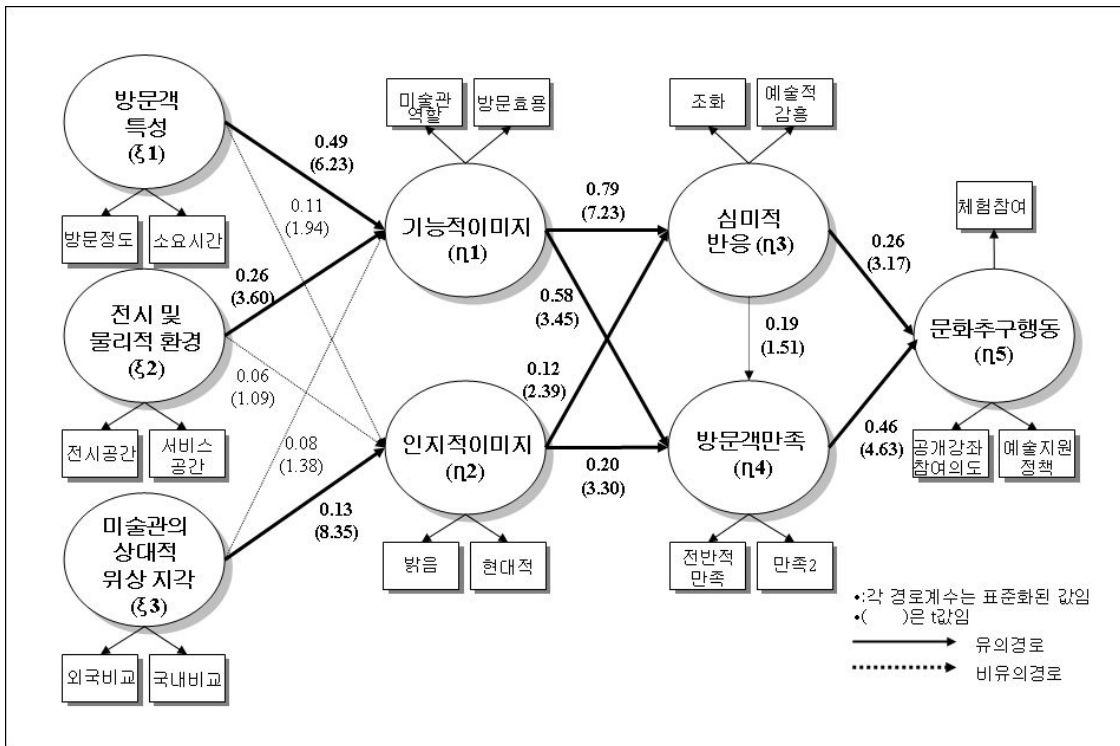 방문객
특성
(ξ1)
방문정도
소요시간
전시 및
물리적 환경
(ξ2)
전시공간
서비스
공간
미술관의
상대적
위상 지각
(ξ3)
외국비교
국내비교
0.49
(6.23)
0.11
(1.94)
0.26
(3.60)
0.06
(1.09)
0.08
(1.38)
0.13
(8.35)
미술관
역할
방문효용
기능적이미지
(η1)
인지적이미지
(η2)
밝음
현대적
0.79
(7.23)
0.58
(3.45)
0.12
(2.39)
0.20
(3.30)
조화
예술적
감흥
심미적
반응 (η3)
0.19
(1.51)
방문객만족
(η4)
전반적
만족
만족2
0.26
(3.17)
0.46
(4.63)
체험참여
문화추구행동
(η5)
공개강좌
참여의도
예술지원
정책
•:각 경로계수는 표준화된 값임
•( )은 t값임
유의경로
비유의경로